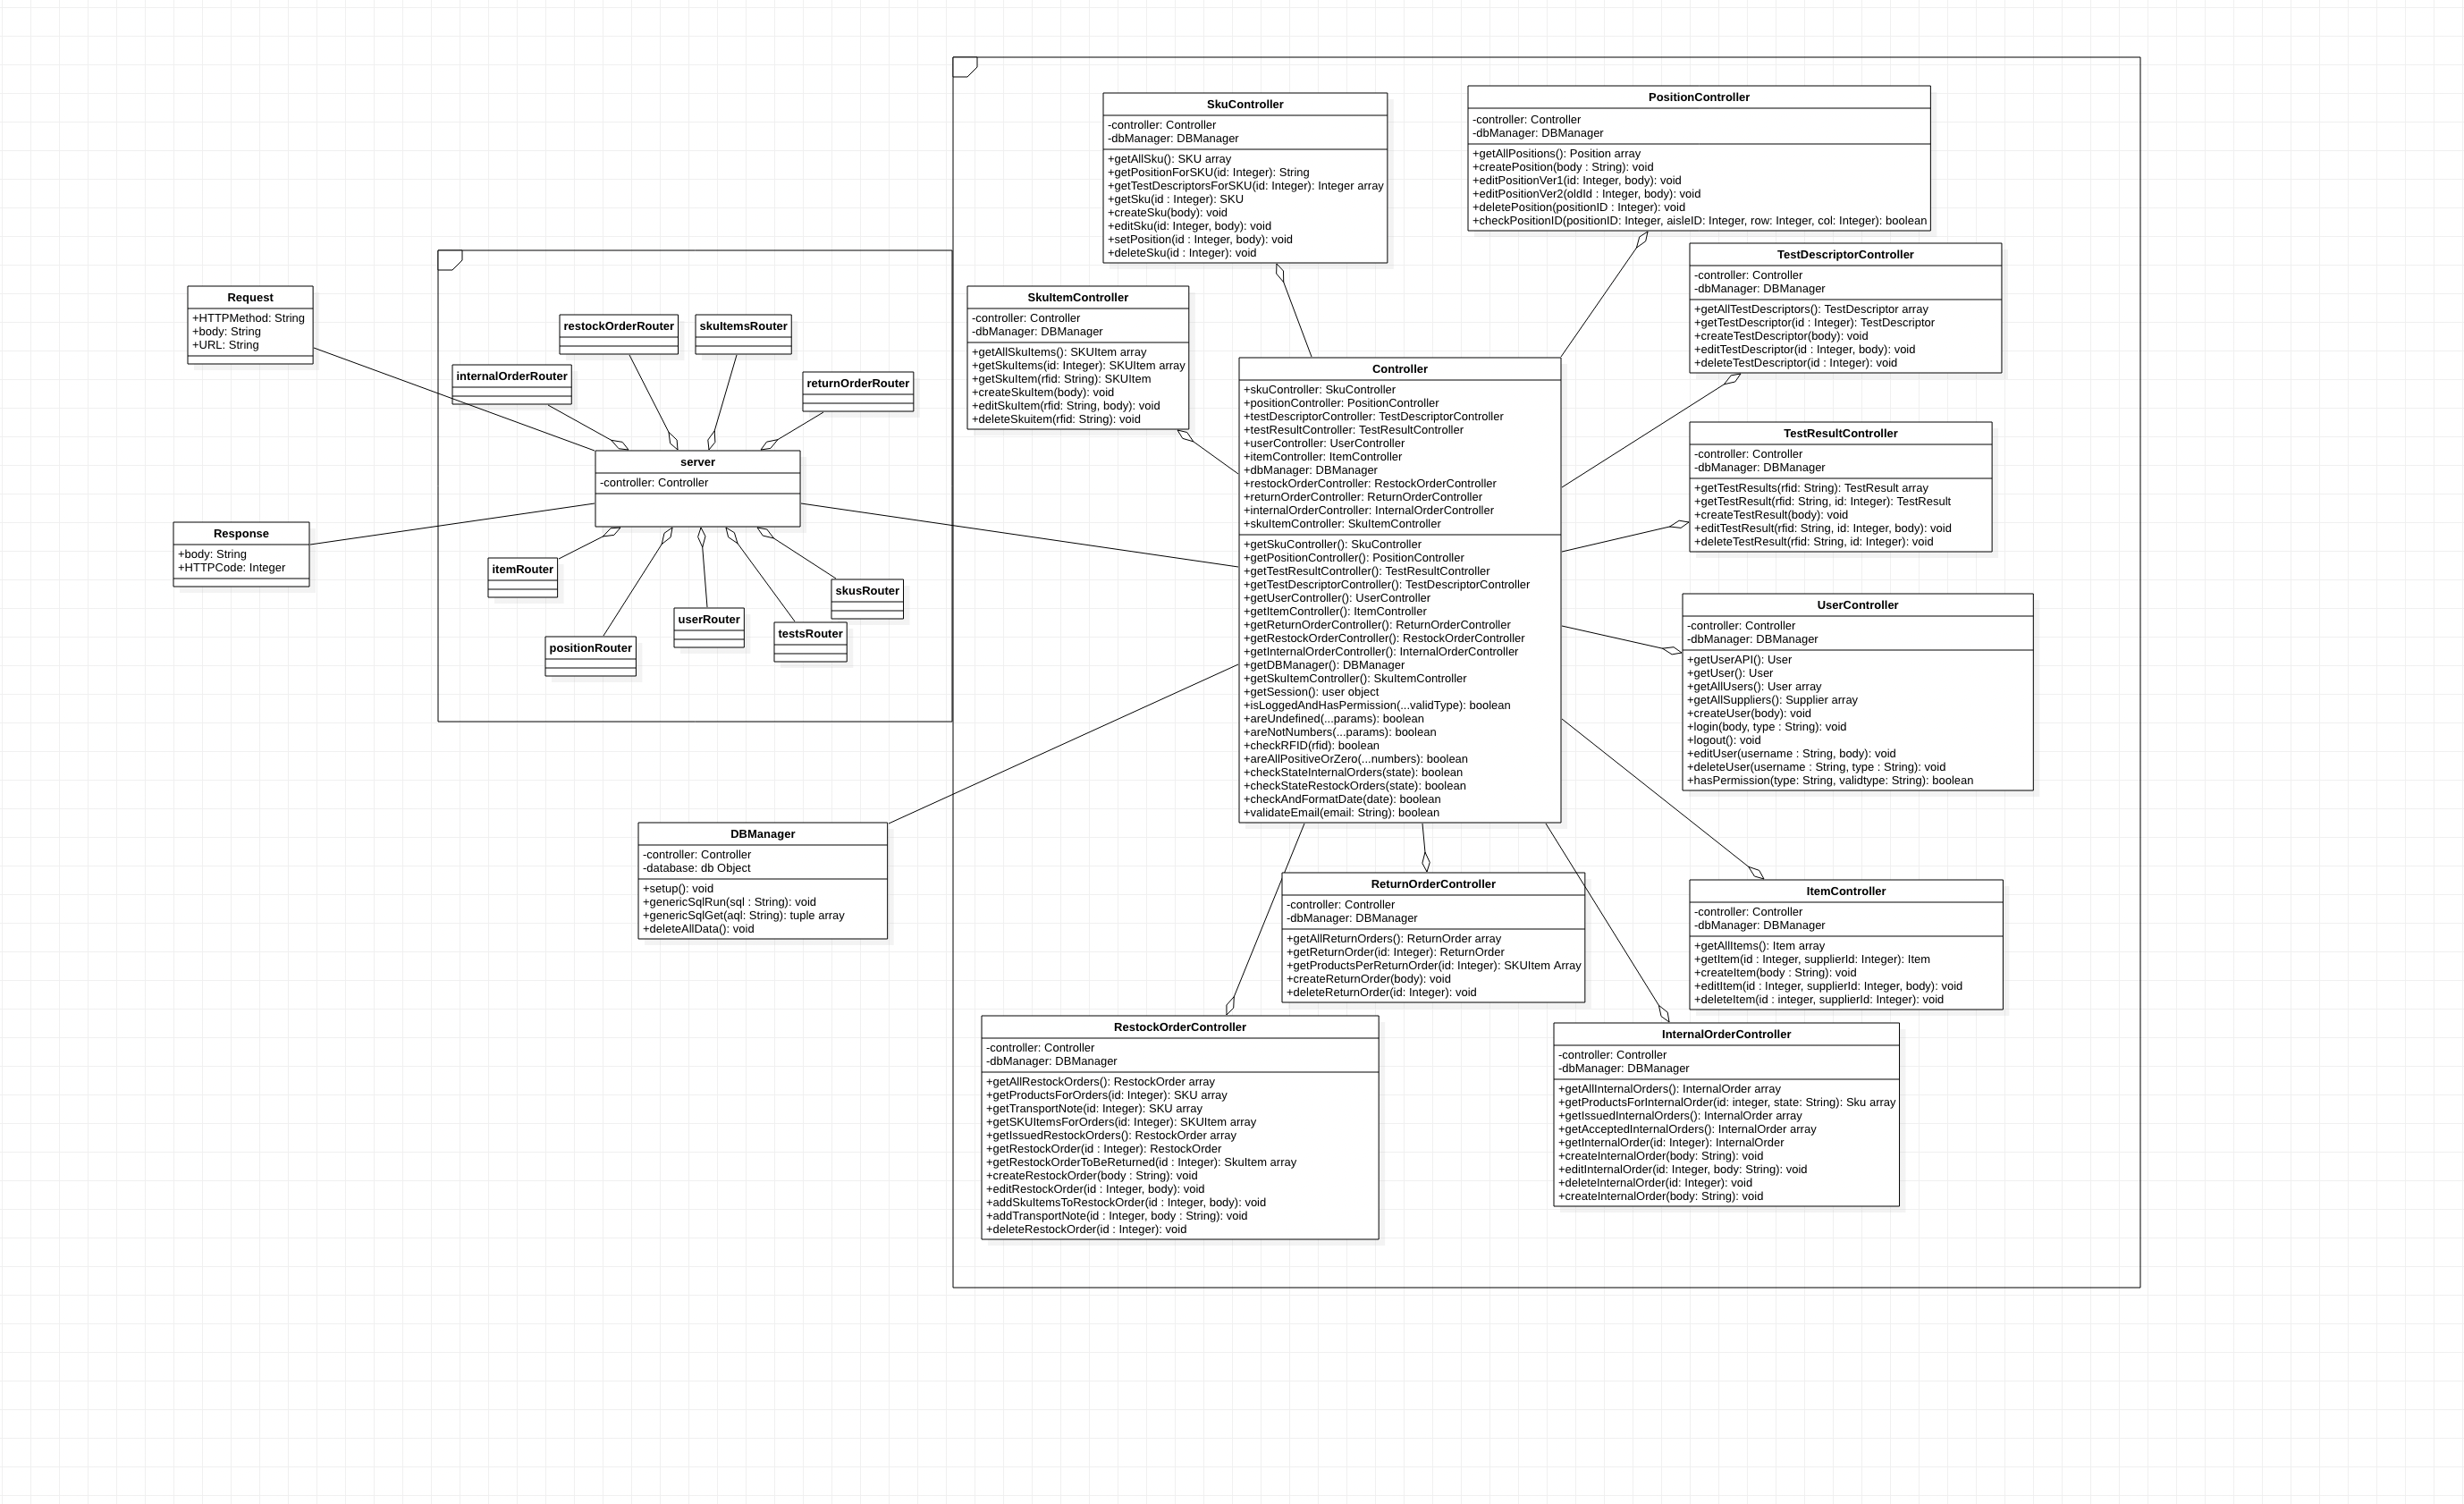 Request
+HTTPMethod: String
+body: String
+URL: String
Response
+body: String
+HTTPCode: Integer
restockOrderRouter
skuItemsRouter
internalOrderRouter
returnOrderRouter
server
-controller: Controller
itemRouter
skusRouter
userRouter
testsRouter
positionRouter
DBManager
-controller: Controller
-database: db Object
+setup(): void
+genericSqlRun(sql : String): void
+genericSqlGet(aql: String): tuple array
+deleteAllData(): void
SkuController
-controller: Controller
-dbManager: DBManager
+getAllSku(): SKU array
+getPositionForSKU(id: Integer): String
+getTestDescriptorsForSKU(id: Integer): Integer array
+getSku(id : Integer): SKU
+createSku(body): void
+editSku(id: Integer, body): void
+setPosition(id : Integer, body): void
+deleteSku(id : Integer): void
PositionController
-controller: Controller
-dbManager: DBManager
+getAllPositions(): Position array
+createPosition(body : String): void
+editPositionVer1(id: Integer, body): void
+editPositionVer2(oldId : Integer, body): void
+deletePosition(positionID : Integer): void
+checkPositionID(positionID: Integer, aisleID: Integer, row: Integer, col: Integer): boolean
SkuItemController
-controller: Controller
-dbManager: DBManager
+getAllSkuItems(): SKUItem array
+getSkuItems(id: Integer): SKUItem array
+getSkuItem(rfid: String): SKUItem
+createSkuItem(body): void
+editSkuItem(rfid: String, body): void
+deleteSkuitem(rfid: String): void
TestDescriptorController
-controller: Controller
-dbManager: DBManager
+getAllTestDescriptors(): TestDescriptor array
+getTestDescriptor(id : Integer): TestDescriptor
+createTestDescriptor(body): void
+editTestDescriptor(id : Integer, body): void
+deleteTestDescriptor(id : Integer): void
Controller
+skuController: SkuController
+positionController: PositionController
+testDescriptorController: TestDescriptorController
+testResultController: TestResultController
+userController: UserController
+itemController: ItemController
+dbManager: DBManager
+restockOrderController: RestockOrderController
+returnOrderController: ReturnOrderController
+internalOrderController: InternalOrderController
+skuItemController: SkuItemController
+getSkuController(): SkuController
+getPositionController(): PositionController
+getTestResultController(): TestResultController
+getTestDescriptorController(): TestDescriptorController
+getUserController(): UserController
+getItemController(): ItemController
+getReturnOrderController(): ReturnOrderController
+getRestockOrderController(): RestockOrderController
+getInternalOrderController(): InternalOrderController
+getDBManager(): DBManager
+getSkuItemController(): SkuItemController
+getSession(): user object
+isLoggedAndHasPermission(...validType): boolean
+areUndefined(...params): boolean
+areNotNumbers(...params): boolean
+checkRFID(rfid): boolean
+areAllPositiveOrZero(...numbers): boolean
+checkStateInternalOrders(state): boolean
+checkStateRestockOrders(state): boolean
+checkAndFormatDate(date): boolean
+validateEmail(email: String): boolean
TestResultController
-controller: Controller
-dbManager: DBManager
+getTestResults(rfid: String): TestResult array
+getTestResult(rfid: String, id: Integer): TestResult
+createTestResult(body): void
+editTestResult(rfid: String, id: Integer, body): void
+deleteTestResult(rfid: String, id: Integer): void
UserController
-controller: Controller
-dbManager: DBManager
+getUserAPI(): User
+getUser(): User
+getAllUsers(): User array
+getAllSuppliers(): Supplier array
+createUser(body): void
+login(body, type : String): void
+logout(): void
+editUser(username : String, body): void
+deleteUser(username : String, type : String): void
+hasPermission(type: String, validtype: String): boolean
ReturnOrderController
-controller: Controller
-dbManager: DBManager
+getAllReturnOrders(): ReturnOrder array
+getReturnOrder(id: Integer): ReturnOrder
+getProductsPerReturnOrder(id: Integer): SKUItem Array
+createReturnOrder(body): void
+deleteReturnOrder(id: Integer): void
ItemController
-controller: Controller
-dbManager: DBManager
+getAllItems(): Item array
+getItem(id : Integer, supplierId: Integer): Item
+createItem(body : String): void
+editItem(id : Integer, supplierId: Integer, body): void
+deleteItem(id : integer, supplierId: Integer): void
RestockOrderController
-controller: Controller
-dbManager: DBManager
+getAllRestockOrders(): RestockOrder array
+getProductsForOrders(id: Integer): SKU array
+getTransportNote(id: Integer): SKU array
+getSKUItemsForOrders(id: Integer): SKUItem array
+getIssuedRestockOrders(): RestockOrder array
+getRestockOrder(id : Integer): RestockOrder
+getRestockOrderToBeReturned(id : Integer): SkuItem array
+createRestockOrder(body : String): void
+editRestockOrder(id : Integer, body): void
+addSkuItemsToRestockOrder(id : Integer, body): void
+addTransportNote(id : Integer, body : String): void
+deleteRestockOrder(id : Integer): void
InternalOrderController
-controller: Controller
-dbManager: DBManager
+getAllInternalOrders(): InternalOrder array
+getProductsForInternalOrder(id: integer, state: String): Sku array
+getIssuedInternalOrders(): InternalOrder array
+getAcceptedInternalOrders(): InternalOrder array
+getInternalOrder(id: Integer): InternalOrder
+createInternalOrder(body: String): void
+editInternalOrder(id: Integer, body: String): void
+deleteInternalOrder(id: Integer): void
+createInternalOrder(body: String): void